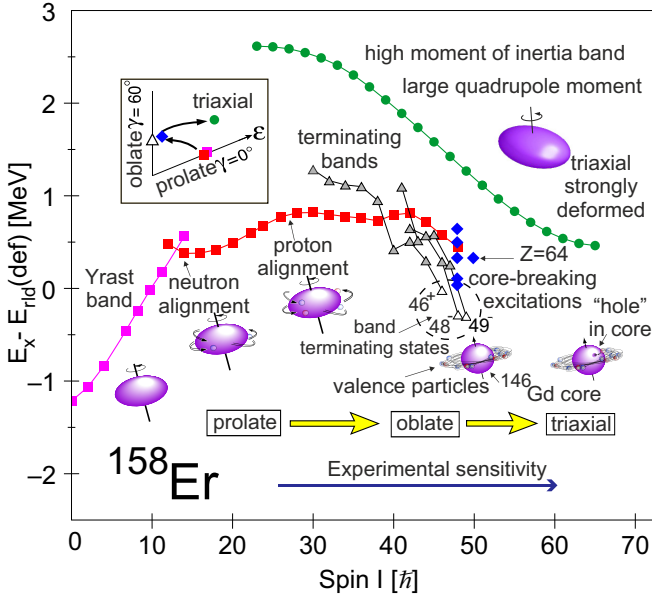 3
2
1
0
−1
−2
E_x- E_rld(def) [MeV]
0
10
20
30
40
50
60
70
Spin I [ħ]
high moment of inertia band
large quadrupole moment
triaxial
strongly
deformed
oblate γ= 60°
triaxial
ε
prolate γ=0°
terminating
bands
Yrast
band
neutron
alignment
proton
alignment
Z=64
core-breaking
excitations
46⁺
48⁻
49⁻
band
terminating states
valence particles
146
Gd core
"hole"
in core
prolate
oblate
triaxial
158Er
Experimental sensitivity